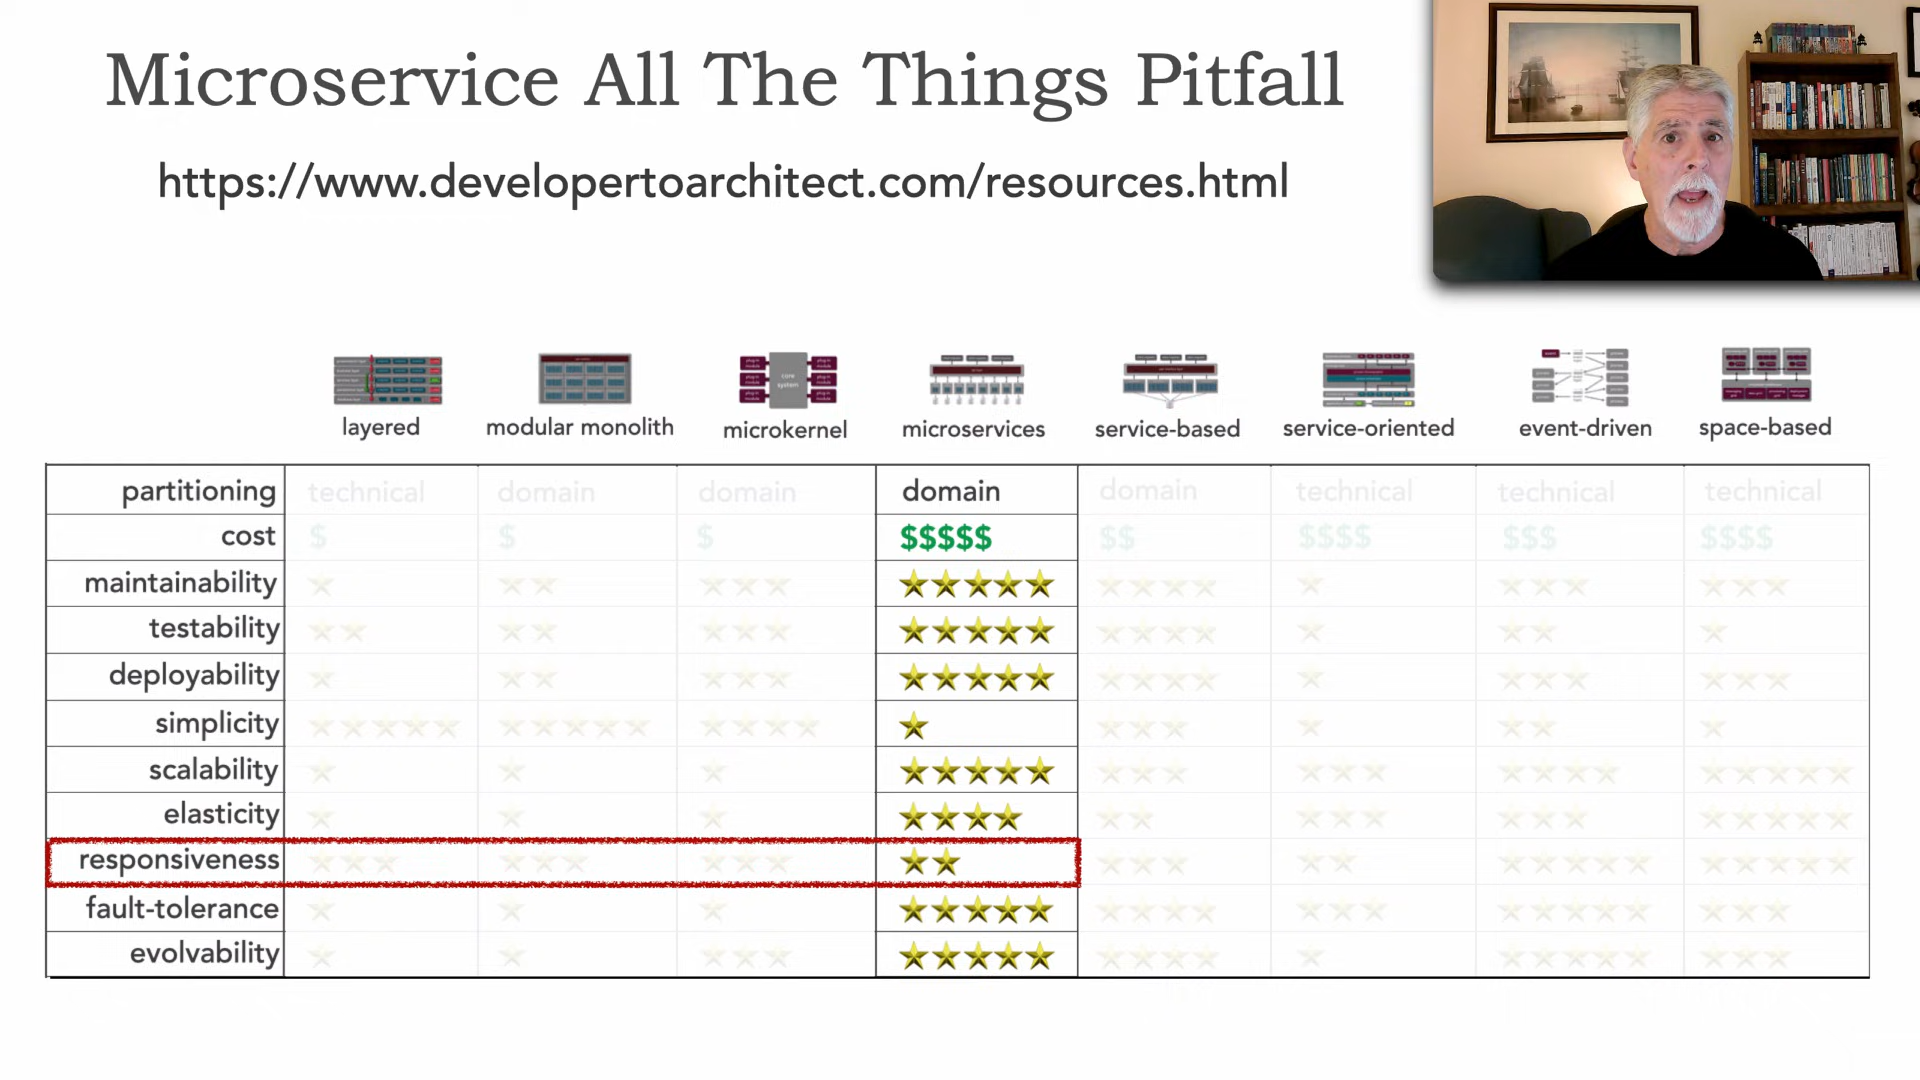 Microservice All The Things Pitfall
https://www.developertoarchitect.com/resources.html
core
system
layered modular monolith microkernel microservices service-based service-oriented event-driven space-based
partitioning technical domain domain domain domain technical technical technical
cost $ $ $ $$$$$ $$ $$$$ $$$ $$$$
maintainability
testability
deployability
simplicity
scalability
elasticity
responsiveness
fault-tolerance
evolvability